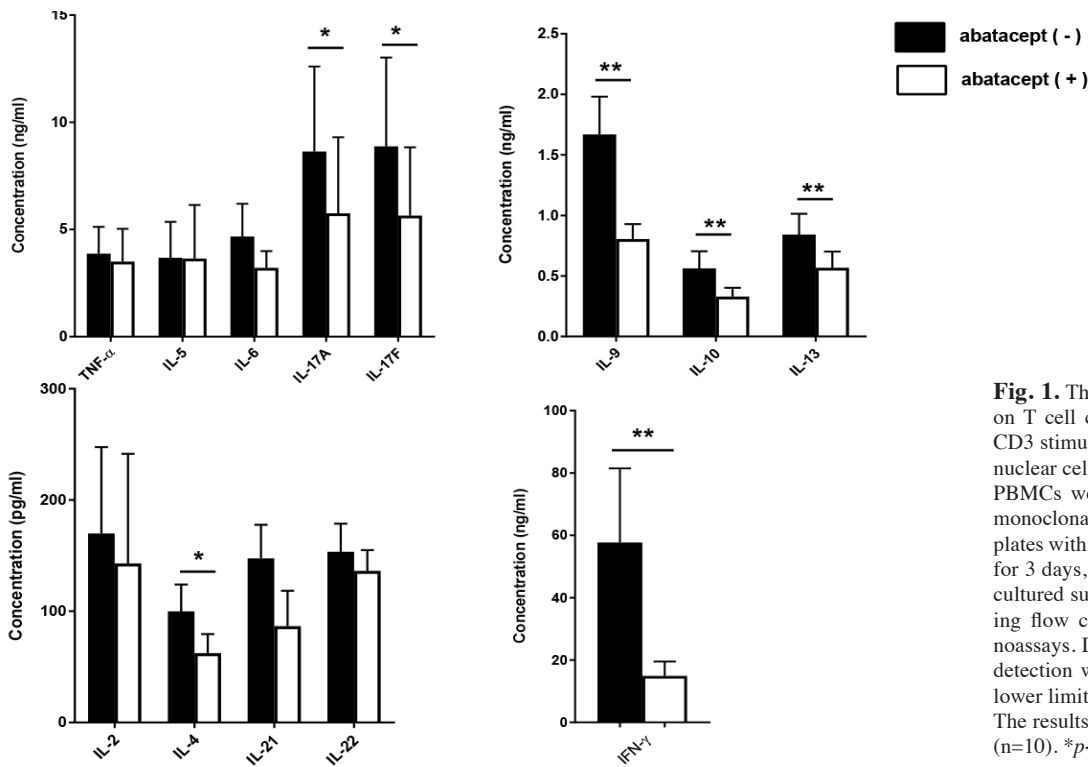 15
10
5
0
Concentration (ng/ml)
*
*
TNF-α
IL-5
IL-6
IL-17A
IL-17F
2.5
2.0
1.5
1.0
0.5
0.0
Concentration (ng/ml)
**
**
**
IL-9
IL-10
IL-13
abatacept ( - )
abatacept ( + )
300
200
100
0
Concentration (pg/ml)
*
IL-2
IL-4
IL-21
IL-22
100
80
60
40
20
0
Concentration (ng/ml)
**
IFN-γ
Fig. 1. Th
on T cell
CD3 stimu
nuclear cel
PBMCs w
monoclona
plates with
for 3 days,
cultured su
ing flow c
noassays.
detection w
lower limit
The results
(n=10). *p